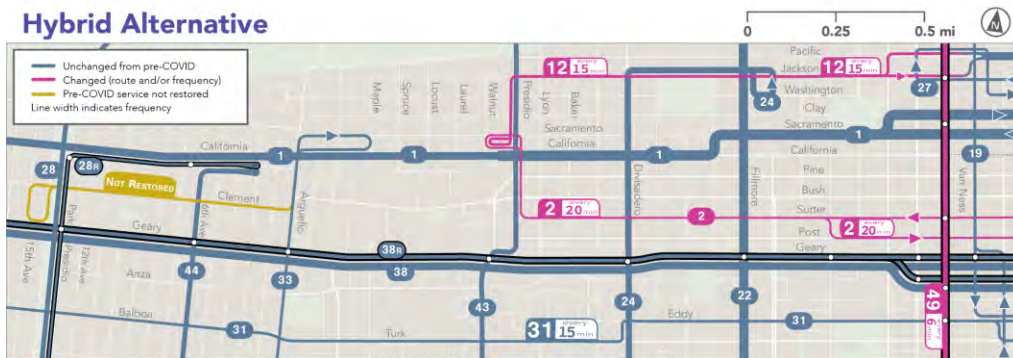 Hybrid Alternative
0 0.25 0.5 mi
N
Unchanged from pre-COVID
Changed (route and/or frequency)
Pre-COVID service not restored
Line width indicates frequency
Pacific
12 every 15 min
Jackson
12 every 15 min
Washington
24
27
Maple
Spruce
Locust
Laurel
Walnut
Presidio
Lyon
Baker
Clay
Sacramento
Sacramento
California
California
1
1
1
1
California
19
28
28R
NOT RESTORED
Clement
Pine
Bush
Arguello
6th Ave
Divisadero
Fillmore
Van Ness
2 every 20 min
2
Sutter
Post
2 every 20 min
Geary
Geary
Park Presidio
12th Ave
15th Ave
38R
38
44
33
43
24
22
Anza
49 6 min
Balboa
31
Turk
31 every 15 min
Eddy
31